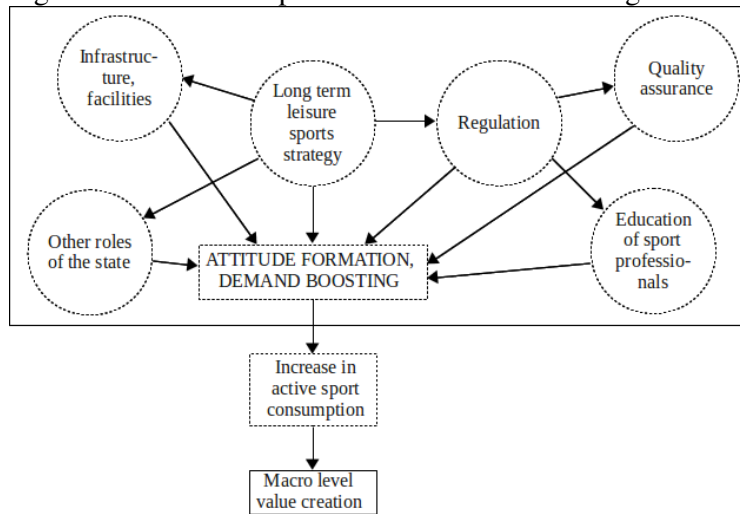 Infrastruc-
ture,
facilities
Long term
leisure
sports
strategy
Regulation
Quality
assurance
Other roles
of the state
ATTITUDE FORMATION,
DEMAND BOOSTING
Education
of sport
professio-
nals
Increase in
active sport
consumption
Macro level
value creation